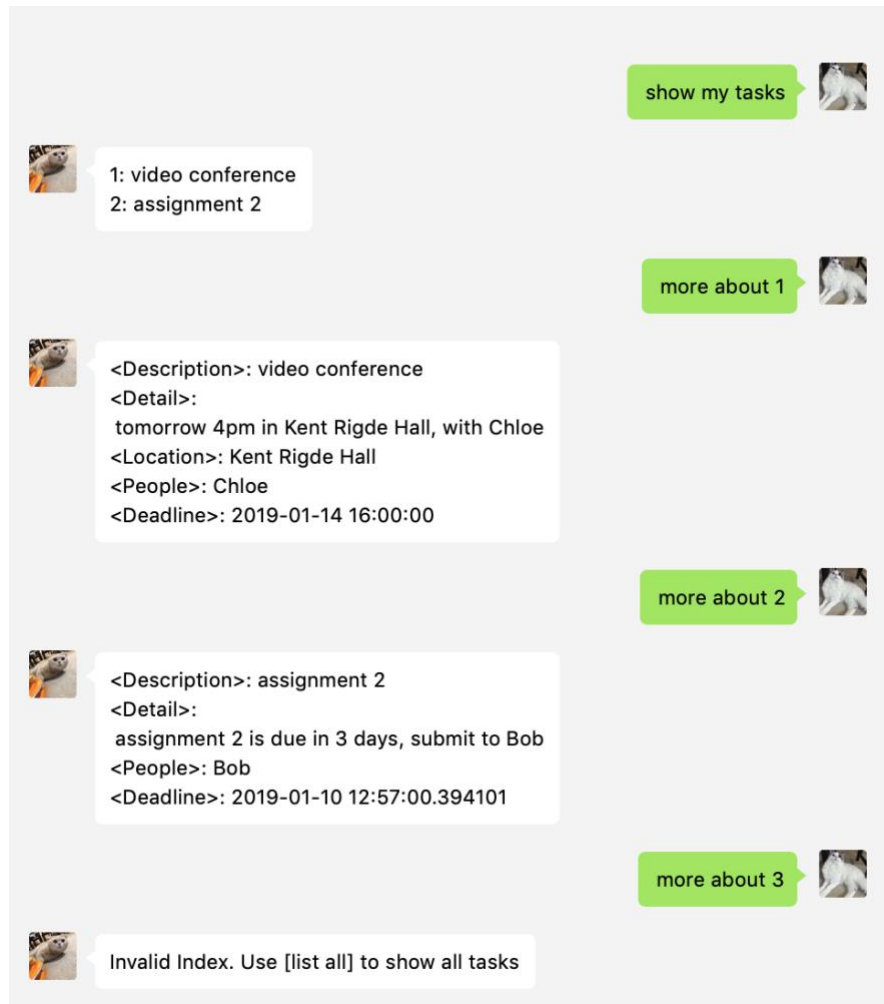 show my tasks
1: video conference
2: assignment 2
more about 1
<Description>: video conference
<Detail>:
tomorrow 4pm in Kent Rigde Hall, with Chloe
<Location>: Kent Rigde Hall
<People>: Chloe
<Deadline>: 2019-01-14 16:00:00
more about 2
<Description>: assignment 2
<Detail>:
assignment 2 is due in 3 days, submit to Bob
<People>: Bob
<Deadline>: 2019-01-10 12:57:00.394101
more about 3
Invalid Index. Use [list all] to show all tasks